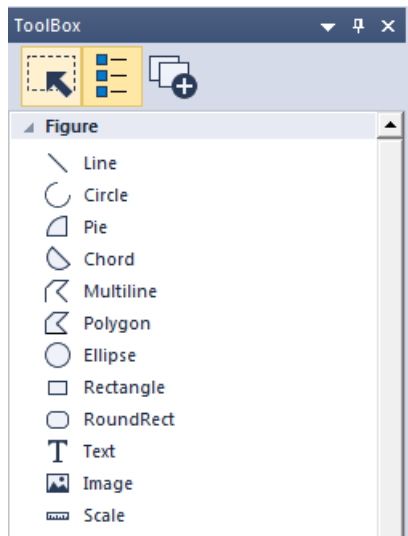 ToolBox
Figure
Line
Circle
Pie
Chord
Multiline
Polygon
Ellipse
Rectangle
RoundRect
Text
Image
Scale